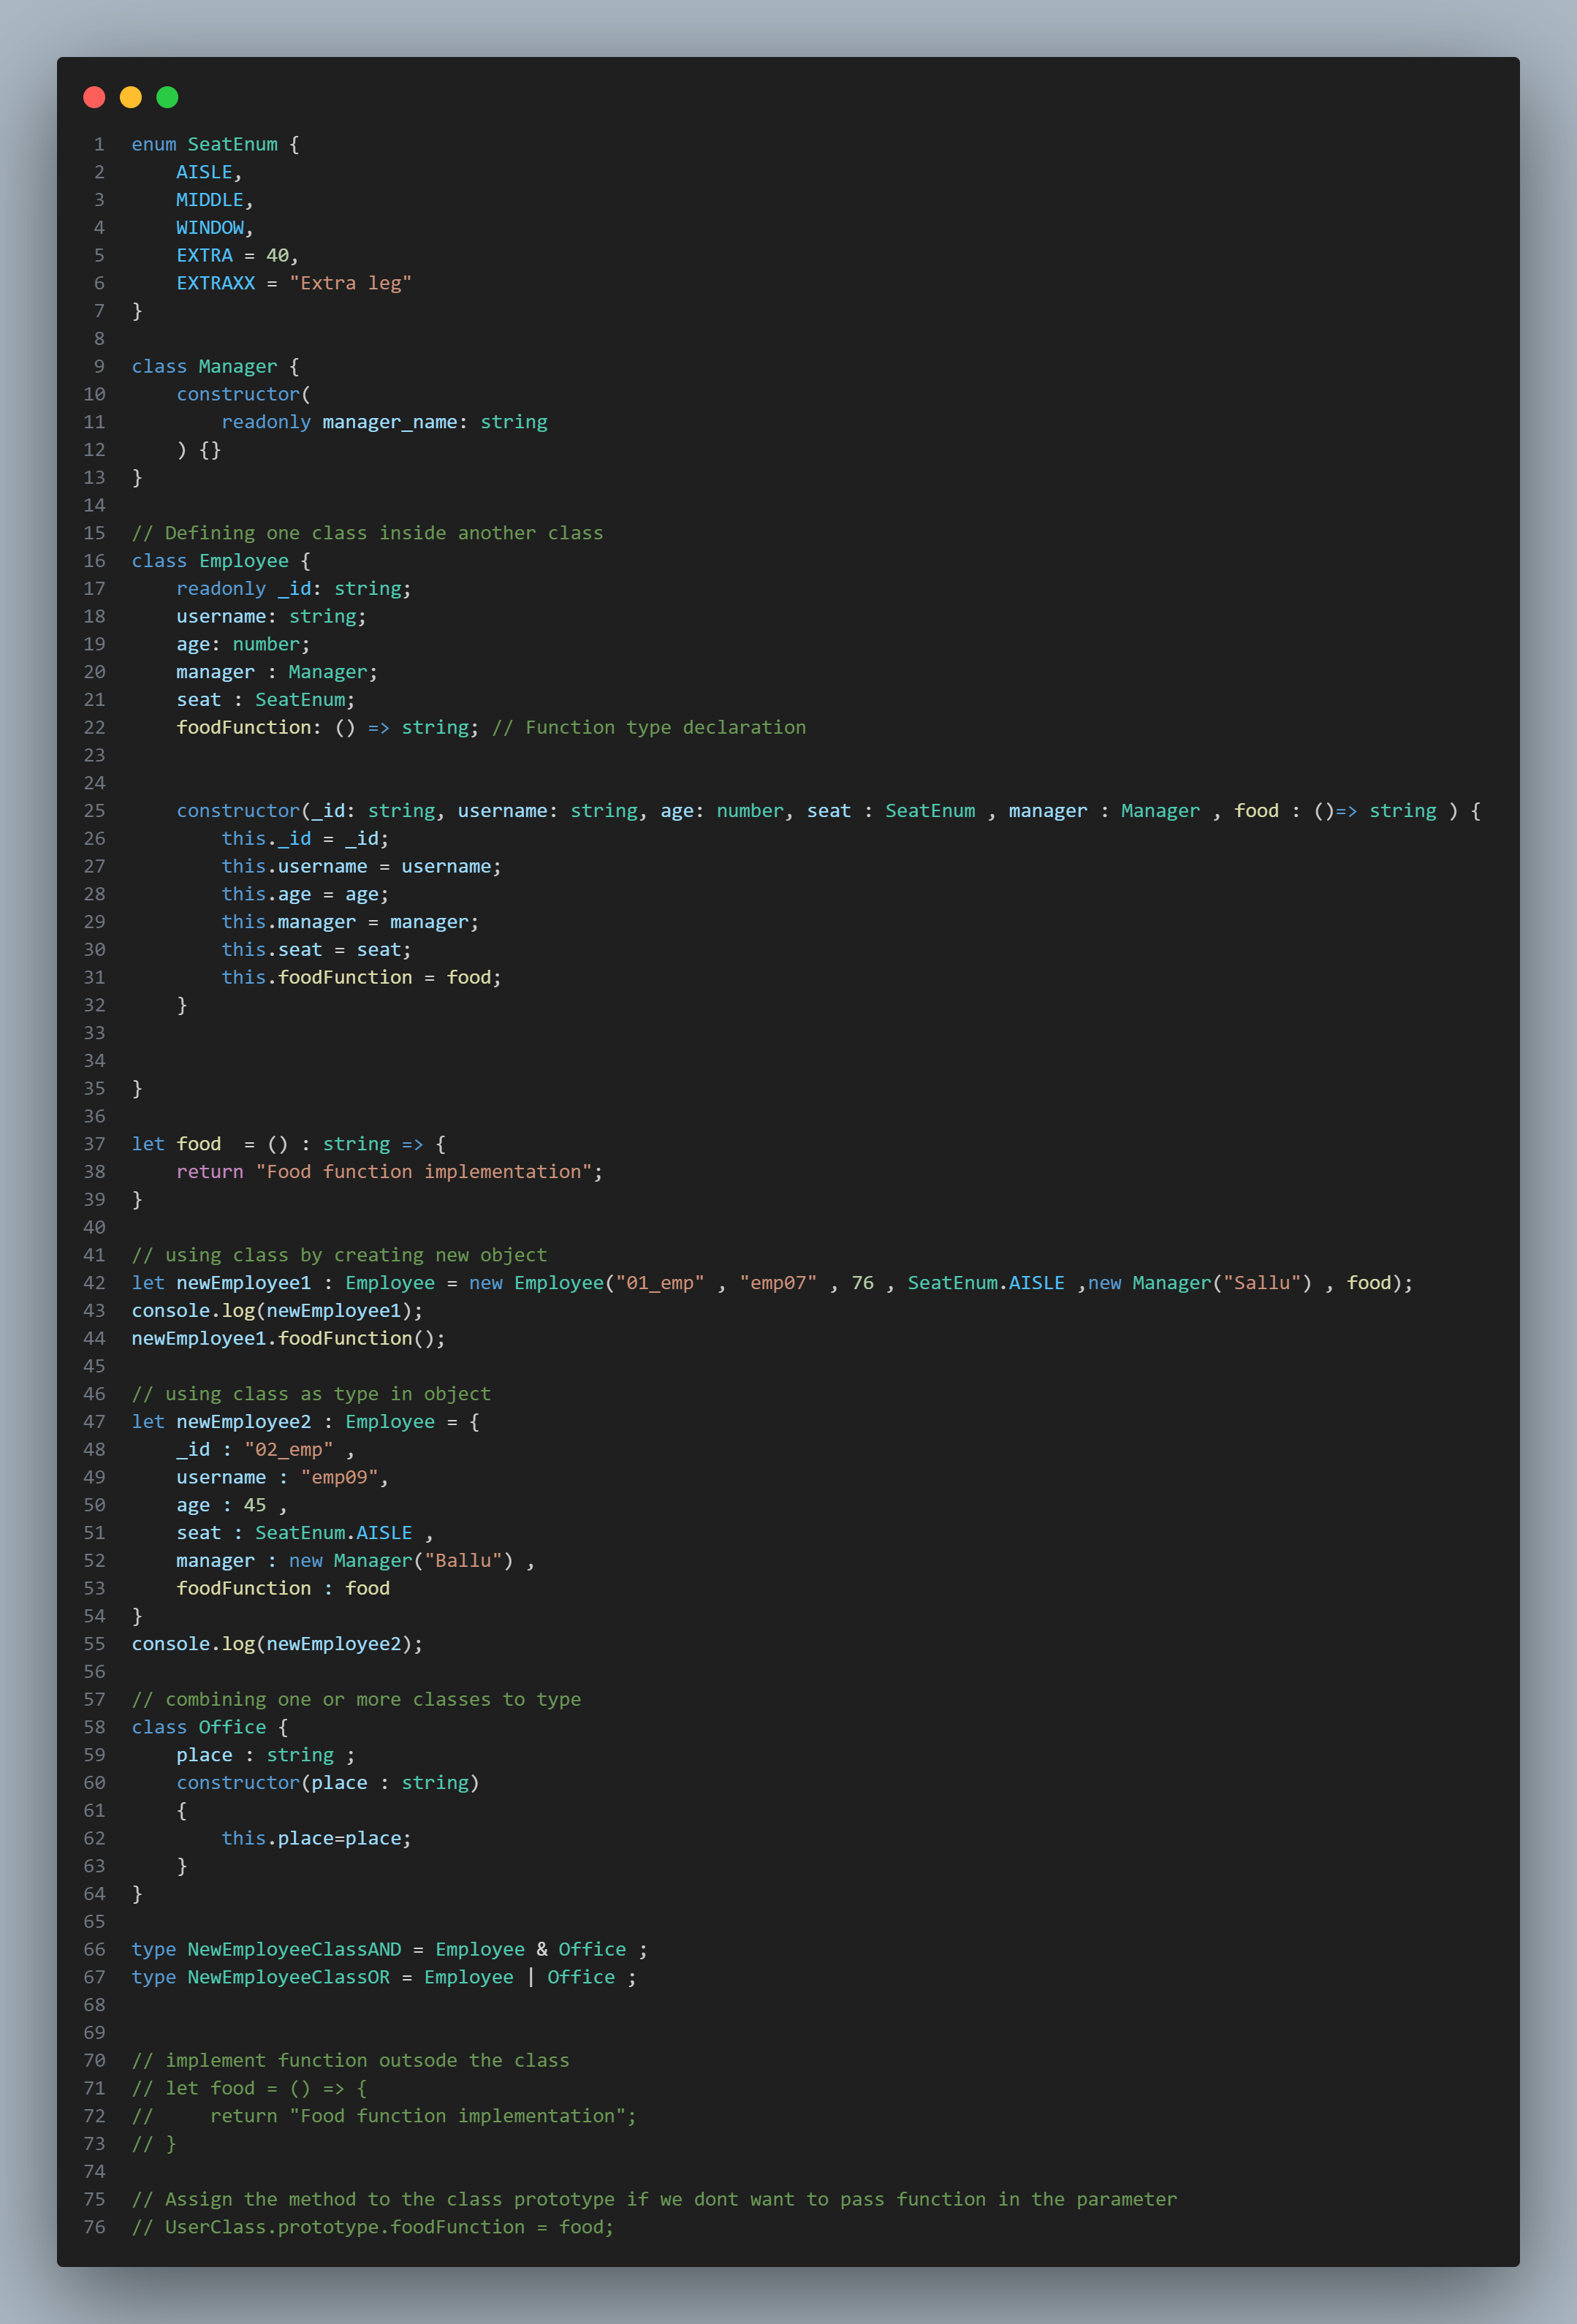 1 enum SeatEnum {
2     AISLE,
3     MIDDLE,
4     WINDOW,
5     EXTRA = 40,
6     EXTRAXX = "Extra leg"
7 }
8
9 class Manager {
10     constructor(
11         readonly manager_name: string
12     ) {}
13 }
14
15 // Defining one class inside another class
16 class Employee {
17     readonly _id: string;
18     username: string;
19     age: number;
20     manager : Manager;
21     seat : SeatEnum;
22     foodFunction: () => string; // Function type declaration
23
24
25     constructor(_id: string, username: string, age: number, seat : SeatEnum , manager : Manager , food : ()=> string ) {
26         this._id = _id;
27         this.username = username;
28         this.age = age;
29         this.manager = manager;
30         this.seat = seat;
31         this.foodFunction = food;
32     }
33
34
35 }
36
37 let food  = () : string => {
38     return "Food function implementation";
39 }
40
41 // using class by creating new object
42 let newEmployee1 : Employee = new Employee("01_emp" , "emp07" , 76 , SeatEnum.AISLE ,new Manager("Sallu") , food);
43 console.log(newEmployee1);
44 newEmployee1.foodFunction();
45
46 // using class as type in object
47 let newEmployee2 : Employee = {
48     _id : "02_emp" ,
49     username : "emp09",
50     age : 45 ,
51     seat : SeatEnum.AISLE ,
52     manager : new Manager("Ballu") ,
53     foodFunction : food
54 }
55 console.log(newEmployee2);
56
57 // combining one or more classes to type
58 class Office {
59     place : string ;
60     constructor(place : string)
61     {
62         this.place=place;
63     }
64 }
65
66 type NewEmployeeClassAND = Employee & Office ;
67 type NewEmployeeClassOR = Employee | Office ;
68
69
70 // implement function outsode the class
71 // let food = () => {
72 //     return "Food function implementation";
73 // }
74
75 // Assign the method to the class prototype if we dont want to pass function in the parameter
76 // UserClass.prototype.foodFunction = food;